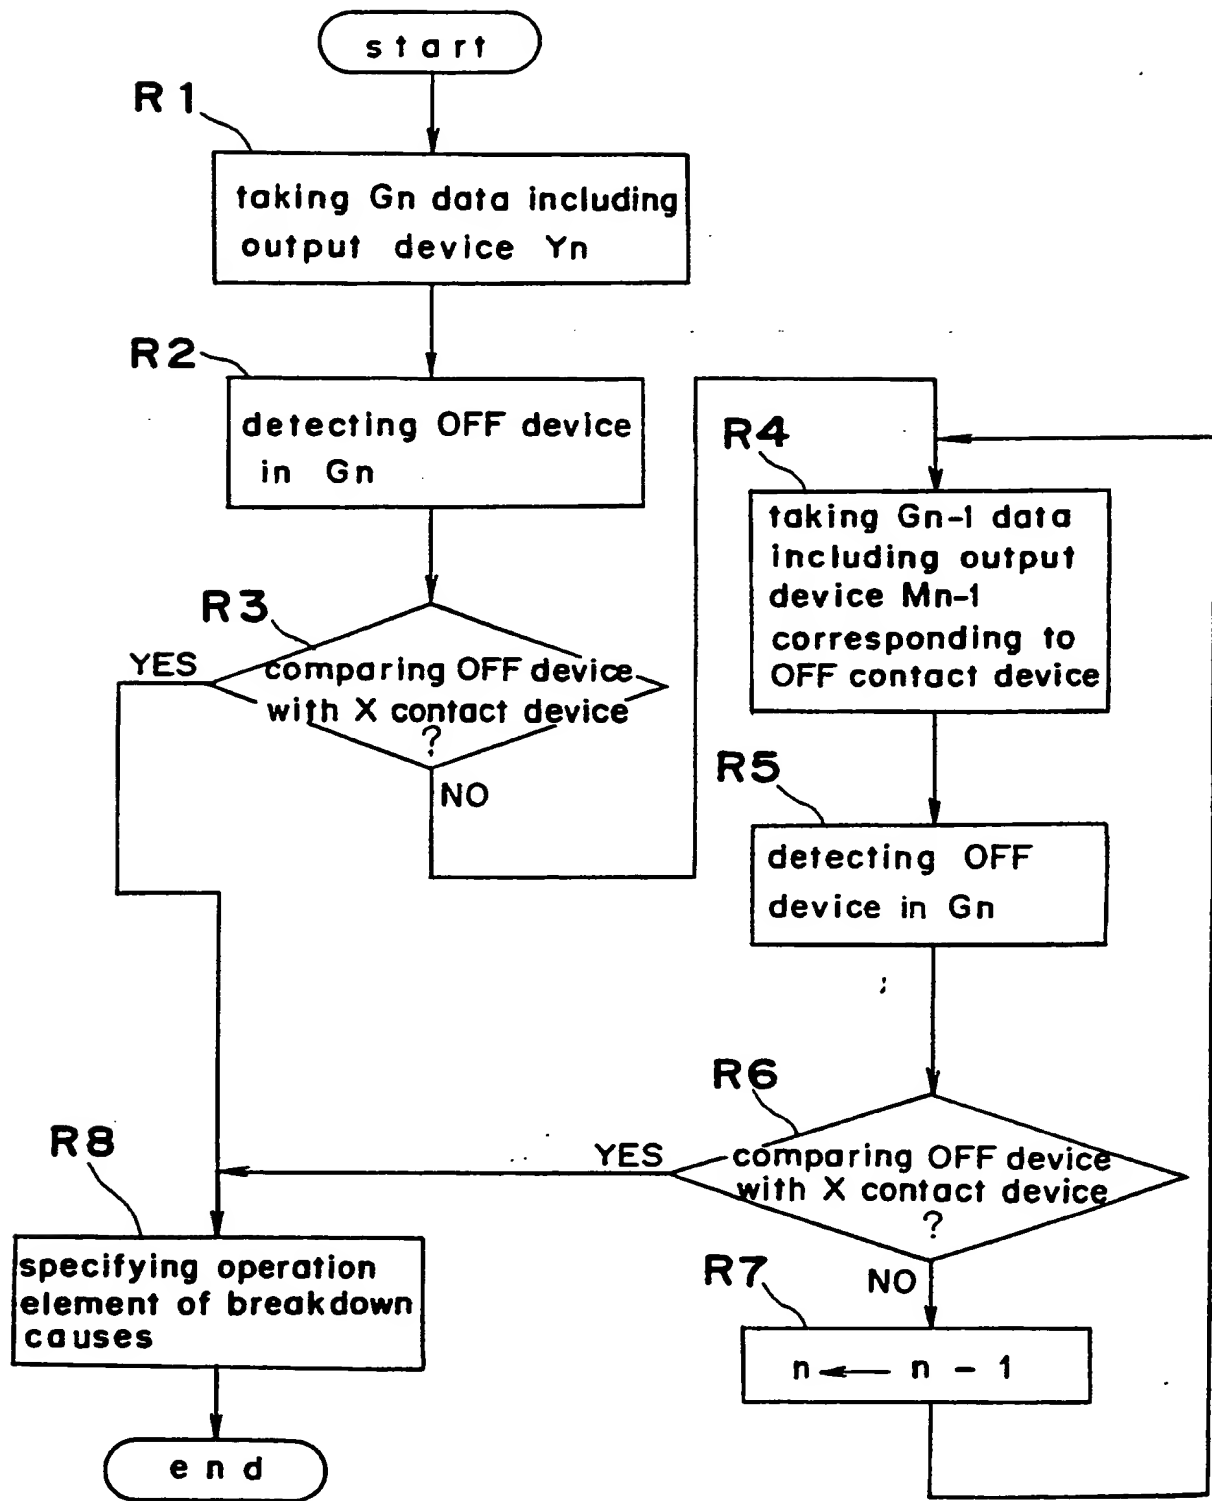 start
R1
taking Gn data including
output device Yn
R2
detecting OFF device
in Gn
R3
YES
comparing OFF device
with X contact device
?
NO
R4
taking Gn-1 data
including output
device Mn-1
corresponding to
OFF contact device
R5
detecting OFF
device in Gn
R6
YES
comparing OFF device
with X contact device
?
NO
R7
n ← n - 1
R8
specifying operation
element of breakdown
causes
end